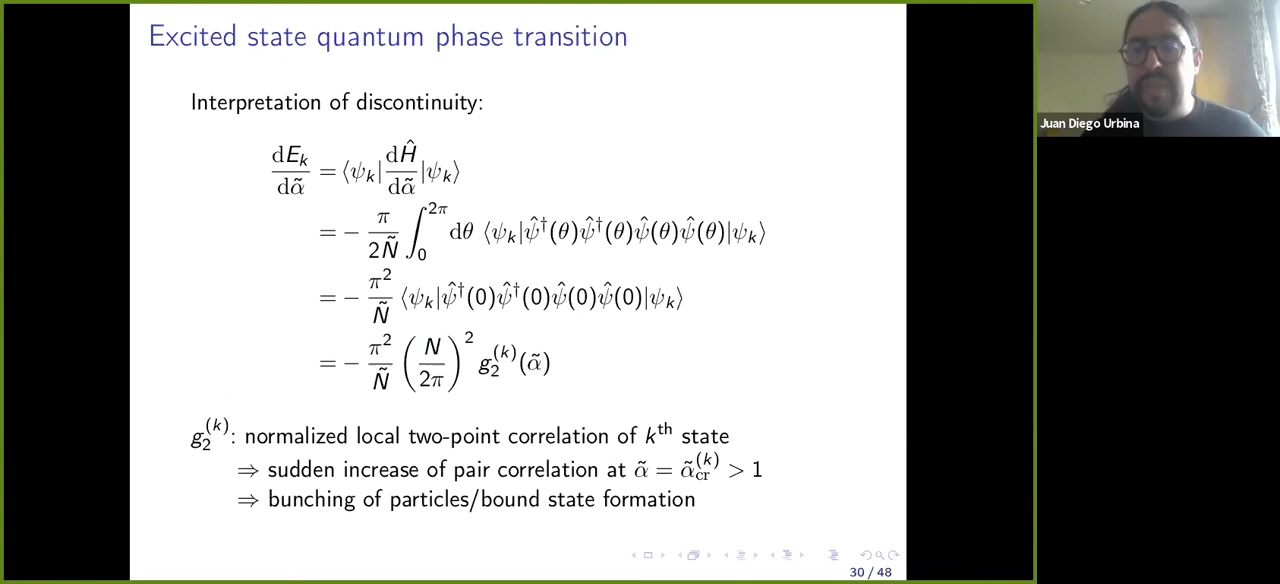 Excited state quantum phase transition
Interpretation of discontinuity:
dE_k/dα̃ = ⟨ψ_k| dĤ/dα̃ |ψ_k⟩
= − π/(2Ñ) ∫_0^{2π} dθ ⟨ψ_k|ψ̂†(θ)ψ̂†(θ)ψ̂(θ)ψ̂(θ)|ψ_k⟩
= − π²/Ñ ⟨ψ_k|ψ̂†(0)ψ̂†(0)ψ̂(0)ψ̂(0)|ψ_k⟩
= − π²/Ñ (N/2π)² g_2^{(k)}(α̃)
g_2^{(k)}: normalized local two-point correlation of k^{th} state
⇒ sudden increase of pair correlation at α̃ = α̃_{cr}^{(k)} > 1
⇒ bunching of particles/bound state formation
30 / 48
Juan Diego Urbina